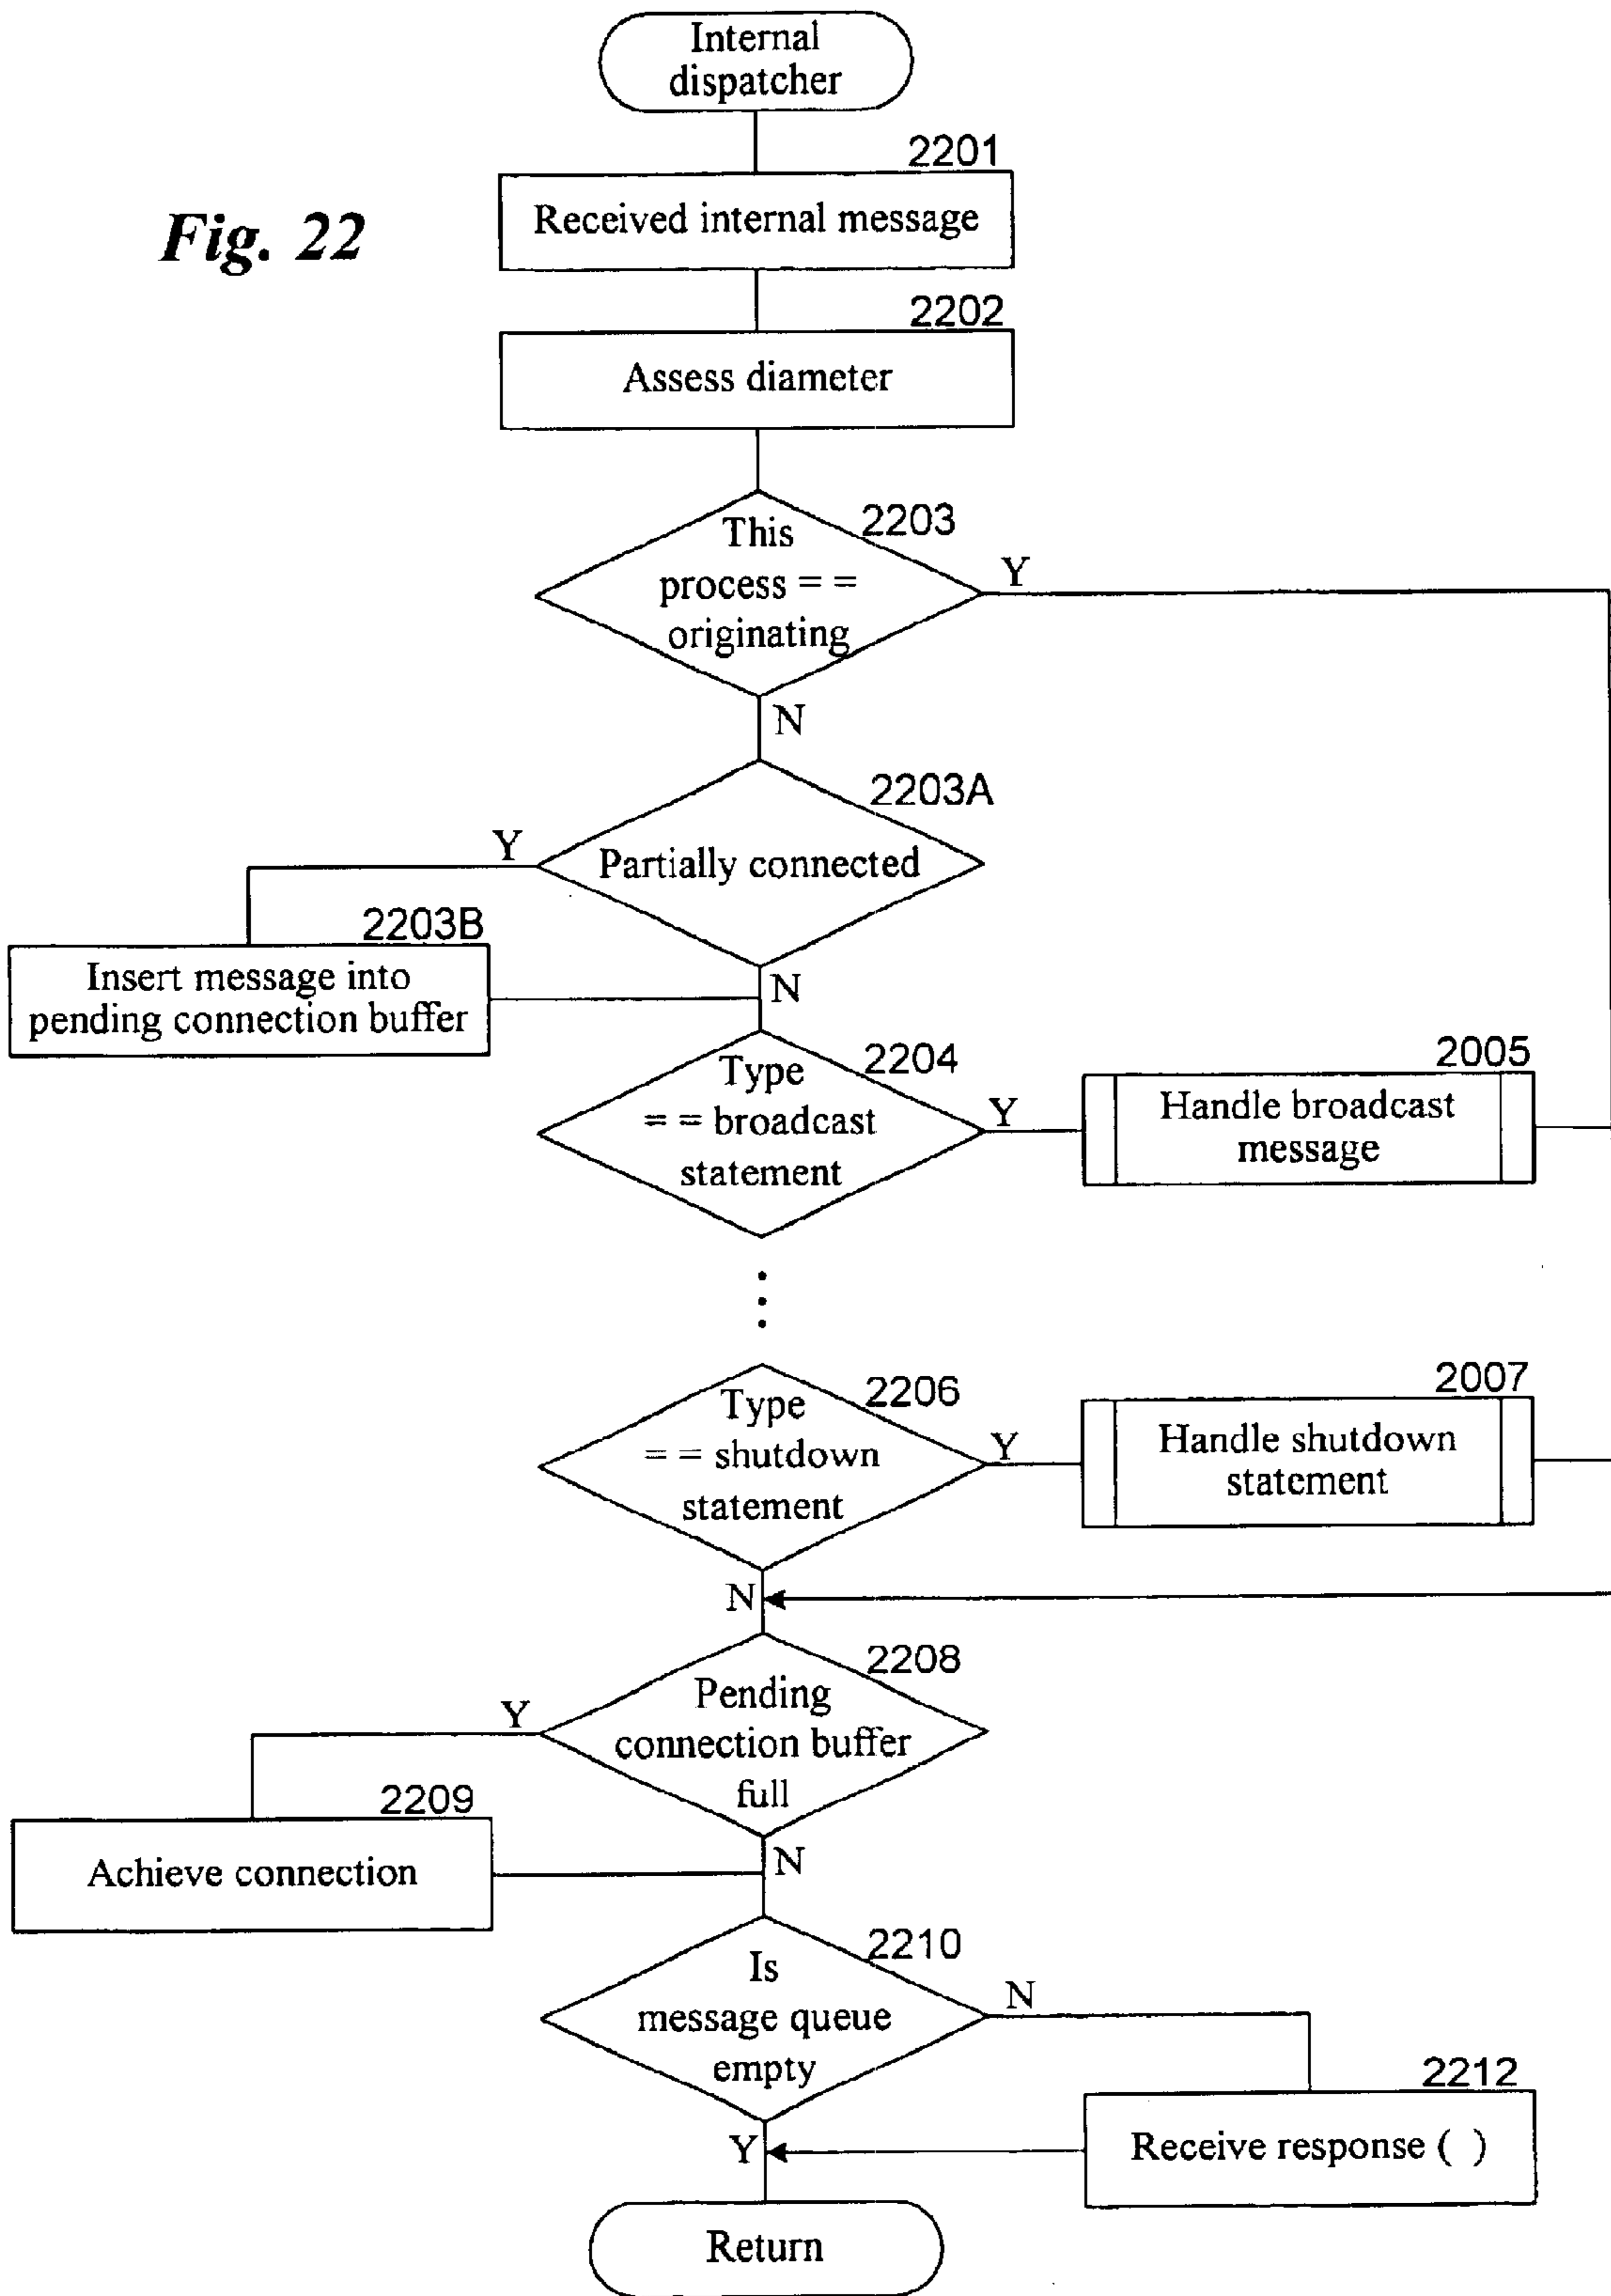 Internal
dispatcher
2201
Received internal message
Fig. 22
2202
Assess diameter
2203
This
process = =
originating
Y
N
2203A
Partially connected
Y
2203B
Insert message into
pending connection buffer
N
2204
Type
= = broadcast
statement
Y
2005
Handle broadcast
message
2206
Type
= = shutdown
statement
Y
2007
Handle shutdown
statement
N
2208
Pending
connection buffer
full
Y
2209
Achieve connection
N
2210
Is
message queue
empty
N
2212
Receive response ( )
Y
Return